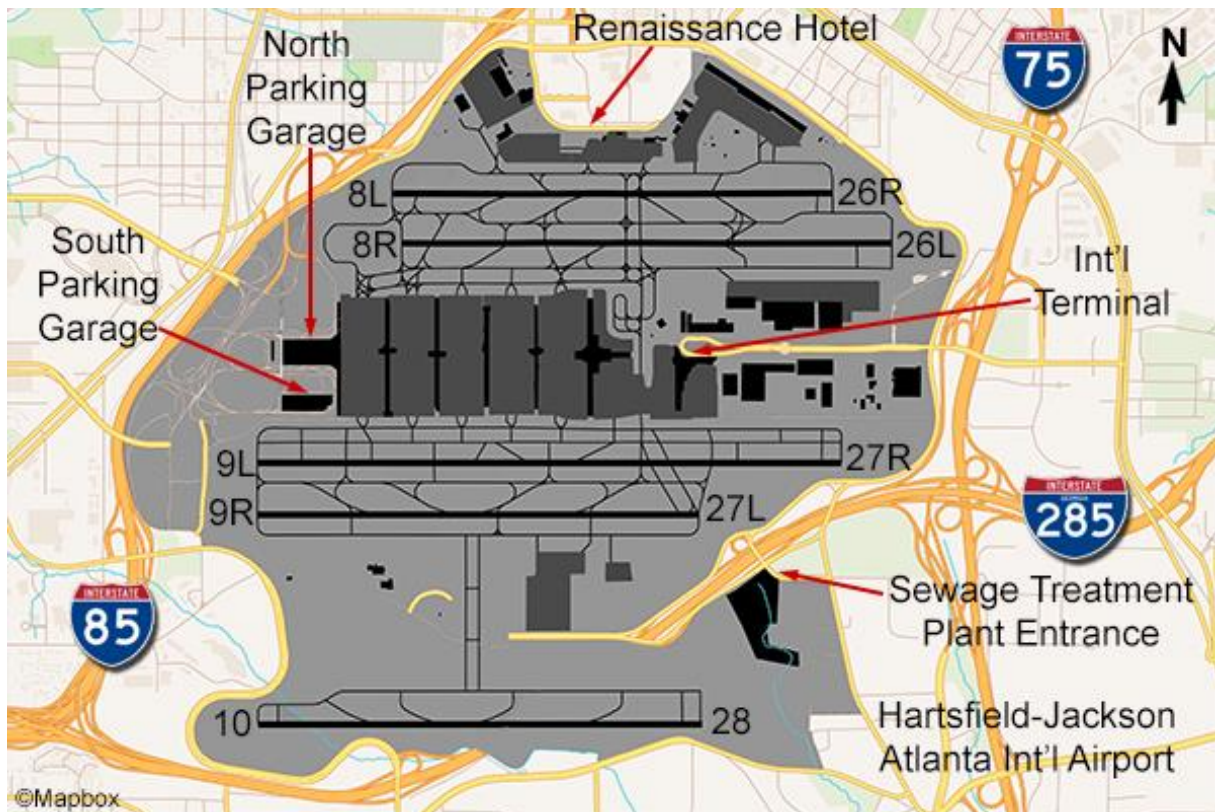 North
Parking
Garage
Renaissance Hotel
INTERSTATE
75
N
8L
26R
8R
26L
South
Parking
Garage
Int'l
Terminal
9L
27R
9R
27L
INTERSTATE
GEORGIA
285
INTERSTATE
85
Sewage Treatment
Plant Entrance
10
28
Hartsfield-Jackson
Atlanta Int'l Airport
©Mapbox